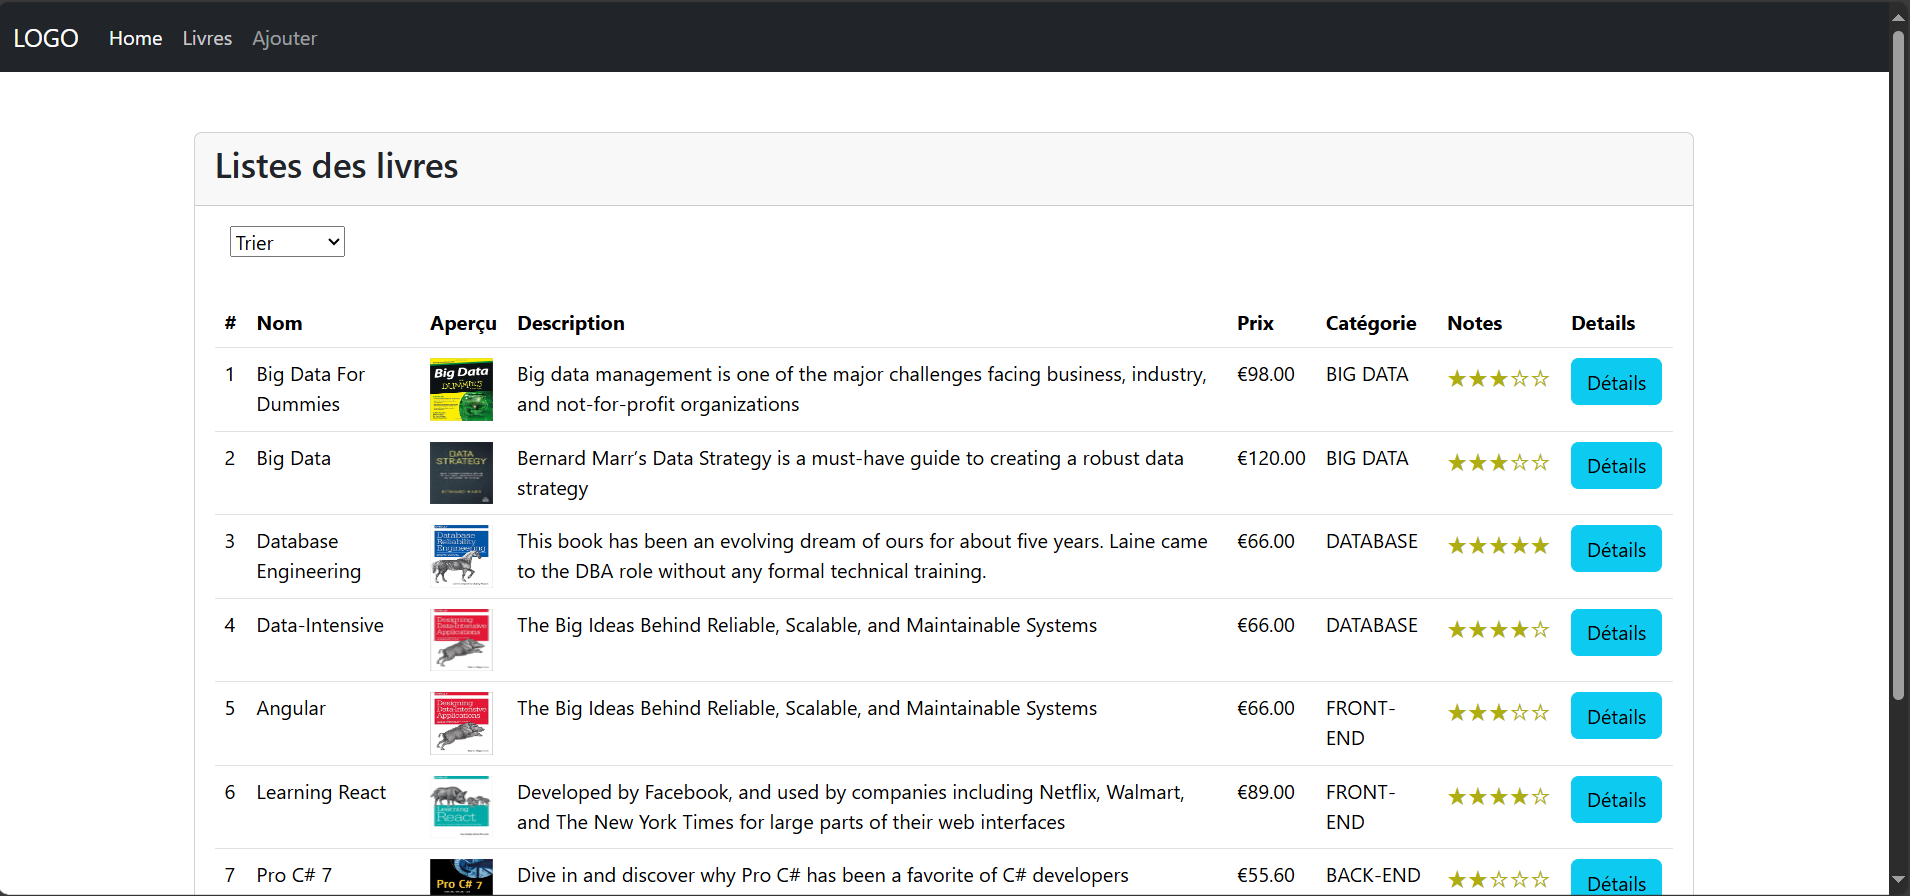 LOGO Home Livres Ajouter
Listes des livres
Trier
# Nom Aperçu Description Prix Catégorie Notes Details
1 Big Data For Big data management is one of the major challenges facing business, industry, €98.00 BIG DATA ★★★☆☆ Détails
Dummies and not-for-profit organizations
Big Data
DUMMIES
2 Big Data Bernard Marr’s Data Strategy is a must-have guide to creating a robust data €120.00 BIG DATA ★★★☆☆ Détails
strategy
DATA
STRATEGY
3 Database This book has been an evolving dream of ours for about five years. Laine came €66.00 DATABASE ★★★★★ Détails
Engineering to the DBA role without any formal technical training.
Database
Reliability
Engineering
4 Data-Intensive The Big Ideas Behind Reliable, Scalable, and Maintainable Systems €66.00 DATABASE ★★★★☆ Détails
Designing
Data-Intensive
Applications
5 Angular The Big Ideas Behind Reliable, Scalable, and Maintainable Systems €66.00 FRONT- ★★★☆☆ Détails
END
Designing
Data-Intensive
Applications
6 Learning React Developed by Facebook, and used by companies including Netflix, Walmart, €89.00 FRONT- ★★★★☆ Détails
and The New York Times for large parts of their web interfaces END
Learning
React
7 Pro C# 7 Dive in and discover why Pro C# has been a favorite of C# developers €55.60 BACK-END ★★☆☆☆ Détails
Pro C# 7